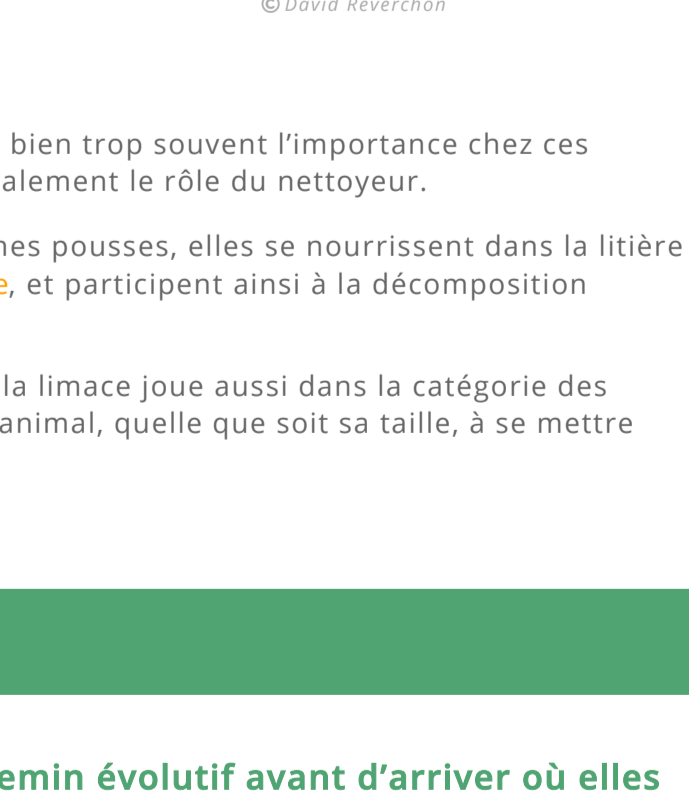 © David Reverchon
bien trop souvent l’importance chez ces
alement le rôle du nettoyeur.
nes pousses, elles se nourrissent dans la litière
e, et participent ainsi à la décomposition
la limace joue aussi dans la catégorie des
animal, quelle que soit sa taille, à se mettre
emin évolutif avant d’arriver où elles